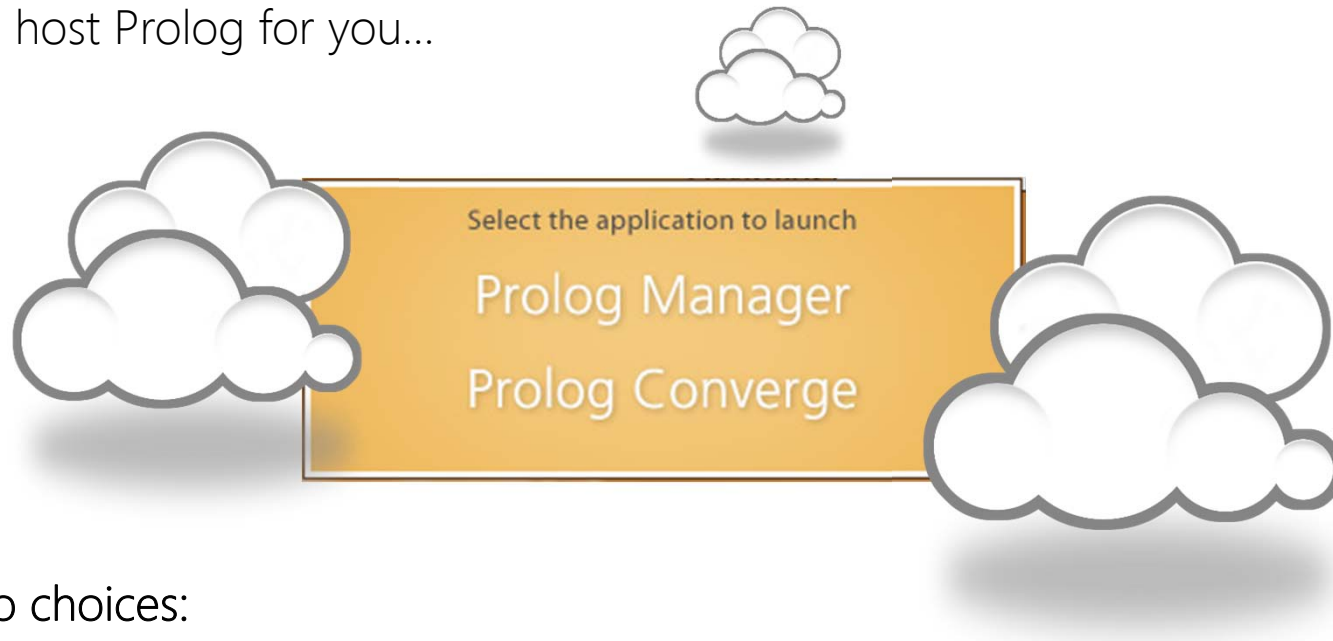 host Prolog for you...
Select the application to launch
Prolog Manager
Prolog Converge
o choices: